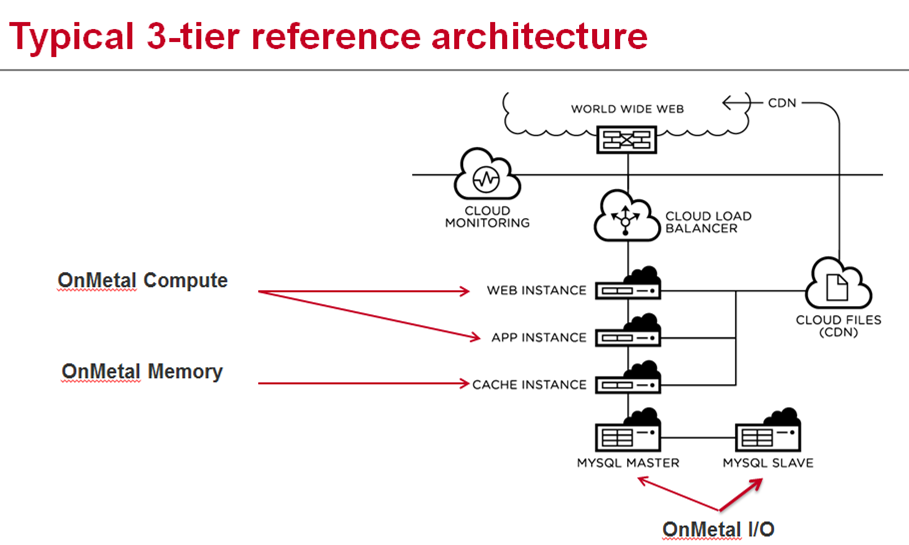 Typical 3-tier reference architecture
WORLD WIDE WEB
CDN
CLOUD
MONITORING
CLOUD LOAD
BALANCER
OnMetal Compute
WEB INSTANCE
CLOUD FILES
(CDN)
APP INSTANCE
OnMetal Memory
CACHE INSTANCE
MYSQL MASTER
MYSQL SLAVE
OnMetal I/O